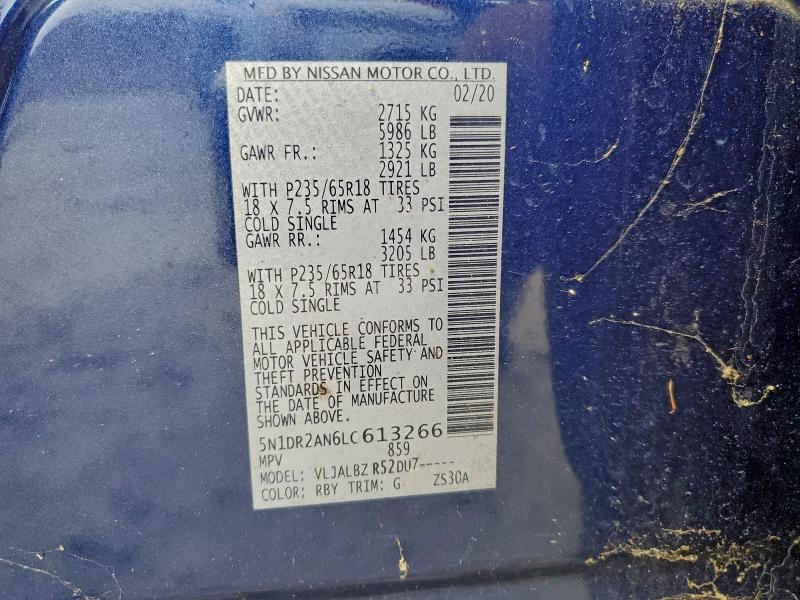 MFD BY NISSAN MOTOR CO., LTD.
DATE: 02/20
GVWR: 2715 KG
5986 LB
GAWR FR.: 1325 KG
2921 LB
WITH P235/65R18 TIRES
18 X 7.5 RIMS AT 33 PSI
COLD SINGLE
GAWR RR.: 1454 KG
3205 LB
WITH P235/65R18 TIRES
18 X 7.5 RIMS AT 33 PSI
COLD SINGLE
THIS VEHICLE CONFORMS TO
ALL APPLICABLE FEDERAL
MOTOR VEHICLE SAFETY AND
THEFT PREVENTION
STANDARDS IN EFFECT ON
THE DATE OF MANUFACTURE
SHOWN ABOVE.
5N1DR2AN6LC613266
MPV 859
MODEL: VLJALBZ R52DU7-----
COLOR: RBY TRIM: G ZS30A